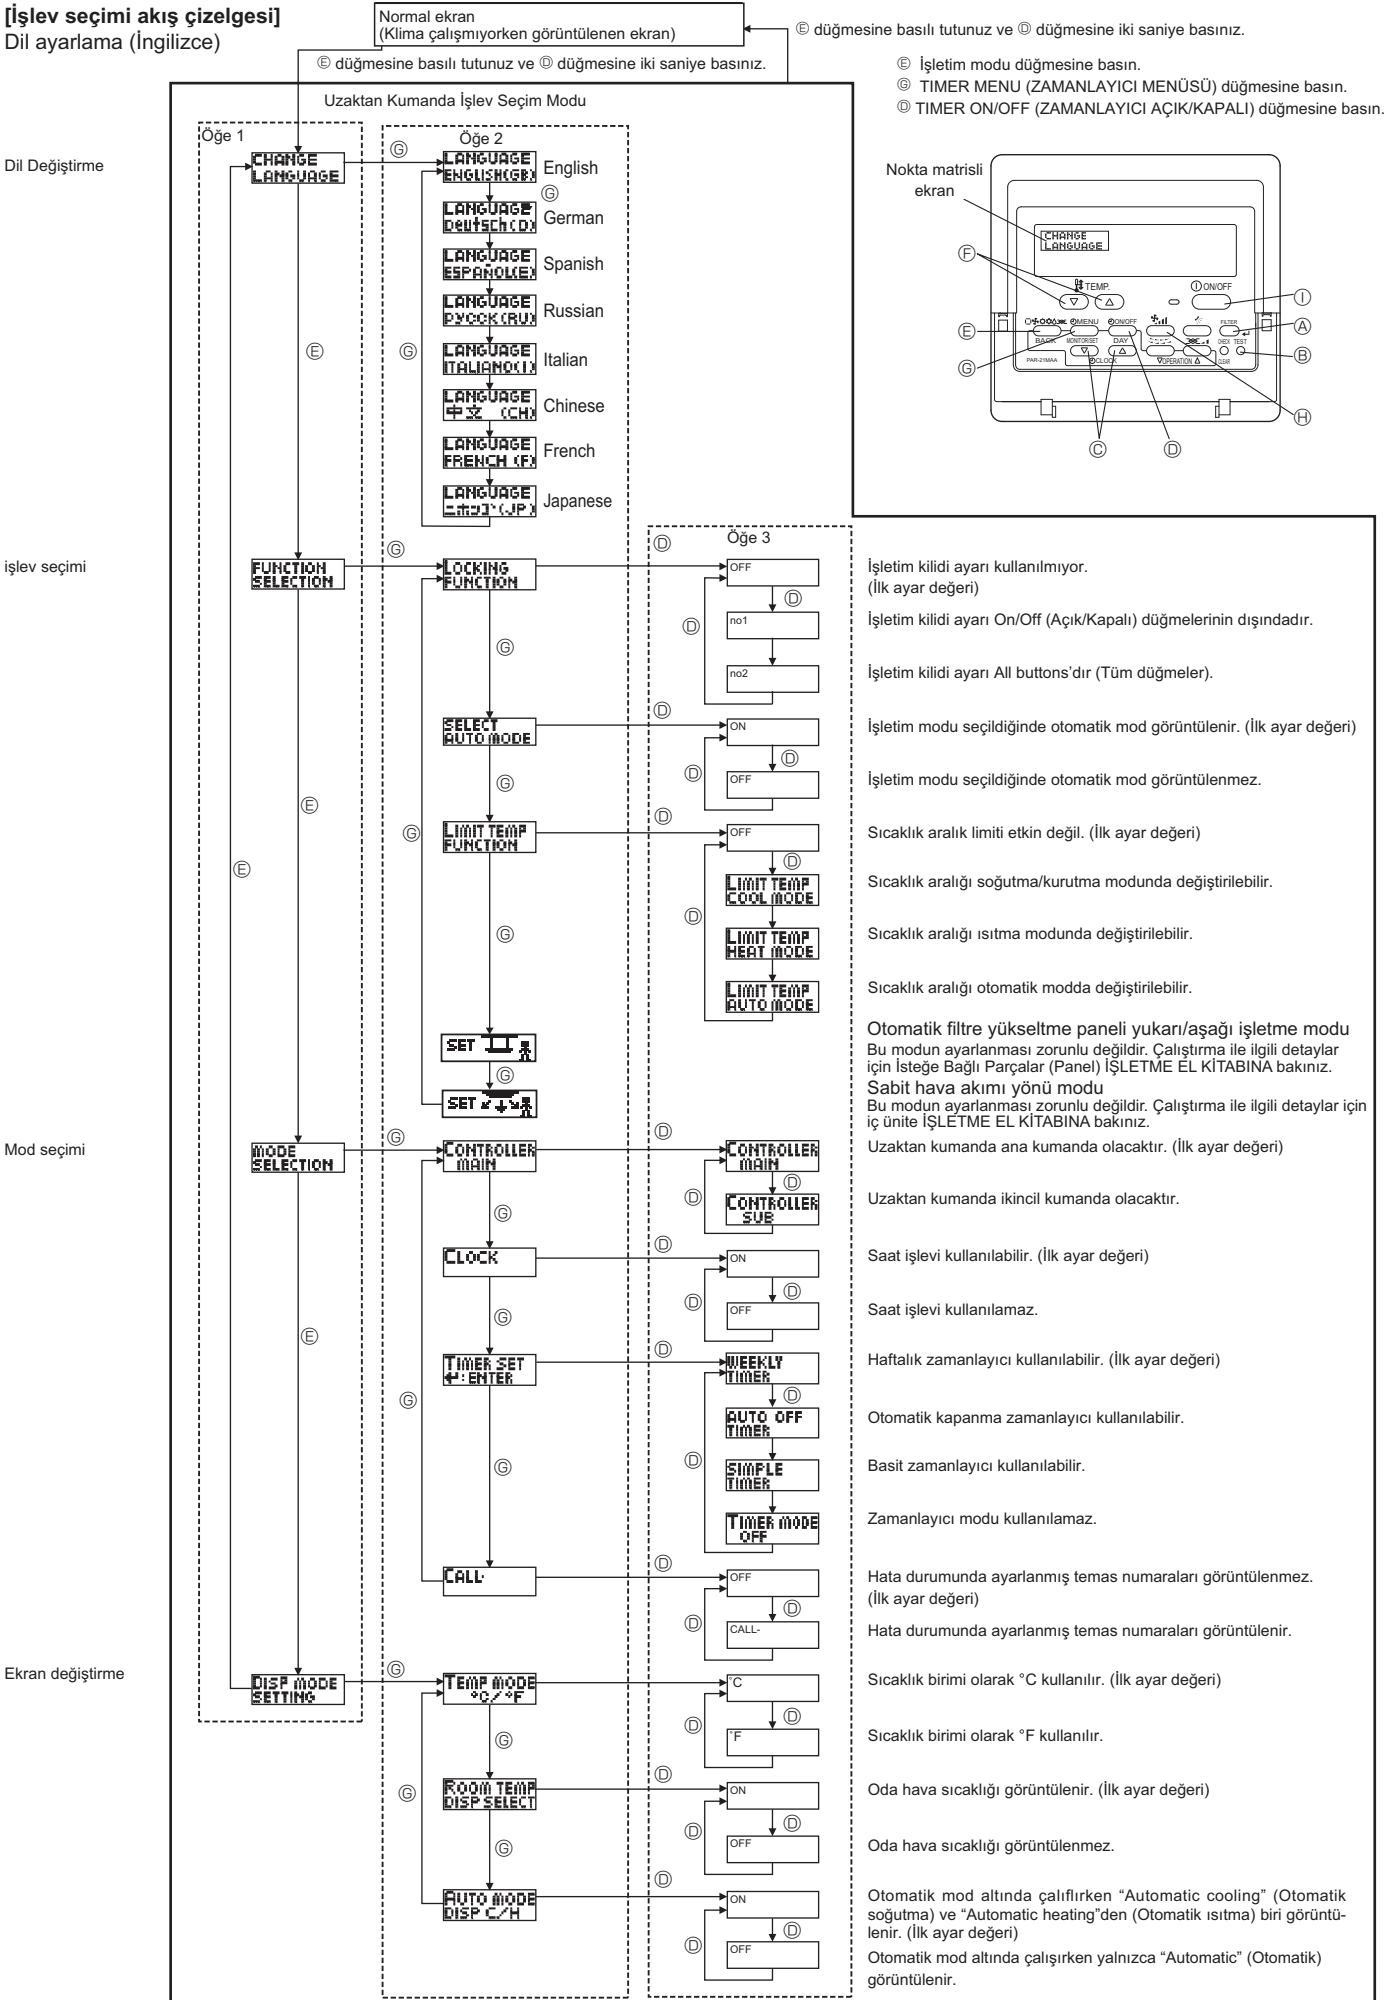 [İşlev seçimi akış çizelgesi]
Dil ayarlama (İngilizce)
Normal ekran
(Klima çalışmıyorken görüntülenen ekran)
Ⓔ düğmesine basılı tutunuz ve Ⓓ düğmesine iki saniye basınız.
Ⓔ düğmesine basılı tutunuz ve Ⓓ düğmesine iki saniye basınız.
Ⓔ İşletim modu düğmesine basın.
Ⓖ TIMER MENU (ZAMANLAYICI MENÜSÜ) düğmesine basın.
Ⓓ TIMER ON/OFF (ZAMANLAYICI AÇIK/KAPALI) düğmesine basın.
Uzaktan Kumanda İşlev Seçim Modu
Öğe 1
Öğe 2
Dil Değiştirme
CHANGE
LANGUAGE
Ⓖ
LANGUAGE
ENGLISH(GB)
English
Ⓖ
LANGUAGE
Deutsch(D)
German
LANGUAGE
ESPAÑOL(E)
Spanish
LANGUAGE
РУССК(RU)
Russian
LANGUAGE
ITALIANO(I)
Italian
LANGUAGE
中文 (CH)
Chinese
LANGUAGE
FRENCH (F)
French
LANGUAGE
ニホンゴ(JP)
Japanese
Ⓔ
Ⓖ
Nokta matrisli
ekran
CHANGE
LANGUAGE
TEMP.
ON/OFF
MENU
ON/OFF
FILTER
BACK
MONITOR/SET
DAY
CHECK TEST
PAR-21MAA
CLOCK
OPERATION
CLEAR
Ⓕ
Ⓔ
Ⓖ
Ⓘ
Ⓐ
Ⓑ
Ⓗ
Ⓒ
Ⓓ
Öğe 3
işlev seçimi
FUNCTION
SELECTION
Ⓖ
LOCKING
FUNCTION
Ⓓ
OFF
İşletim kilidi ayarı kullanılmıyor.
(İlk ayar değeri)
Ⓓ
Ⓓ
no1
İşletim kilidi ayarı On/Off (Açık/Kapalı) düğmelerinin dışındadır.
Ⓖ
no2
İşletim kilidi ayarı All buttons’dır (Tüm düğmeler).
SELECT
AUTO MODE
Ⓓ
ON
İşletim modu seçildiğinde otomatik mod görüntülenir. (İlk ayar değeri)
Ⓓ
Ⓓ
Ⓖ
OFF
İşletim modu seçildiğinde otomatik mod görüntülenmez.
Ⓔ
Ⓖ
LIMIT TEMP
FUNCTION
Ⓓ
OFF
Sıcaklık aralık limiti etkin değil. (İlk ayar değeri)
Ⓔ
Ⓓ
LIMIT TEMP
COOL MODE
Sıcaklık aralığı soğutma/kurutma modunda değiştirilebilir.
Ⓓ
Ⓖ
LIMIT TEMP
HEAT MODE
Sıcaklık aralığı ısıtma modunda değiştirilebilir.
LIMIT TEMP
AUTO MODE
Sıcaklık aralığı otomatik modda değiştirilebilir.
SET
Otomatik filtre yükseltme paneli yukarı/aşağı işletme modu
Bu modun ayarlanması zorunlu değildir. Çalıştırma ile ilgili detaylar
için İsteğe Bağlı Parçalar (Panel) İŞLETME EL KİTABINA bakınız.
Ⓖ
SET
Sabit hava akımı yönü modu
Bu modun ayarlanması zorunlu değildir. Çalıştırma ile ilgili detaylar için
iç ünite İŞLETME EL KİTABINA bakınız.
Mod seçimi
MODE
SELECTION
Ⓖ
CONTROLLER
MAIN
Ⓓ
CONTROLLER
MAIN
Uzaktan kumanda ana kumanda olacaktır. (İlk ayar değeri)
Ⓓ
Ⓓ
Ⓖ
CONTROLLER
SUB
Uzaktan kumanda ikincil kumanda olacaktır.
CLOCK
Ⓓ
ON
Saat işlevi kullanılabilir. (İlk ayar değeri)
Ⓓ
Ⓓ
Ⓖ
OFF
Saat işlevi kullanılamaz.
Ⓔ
TIMER SET
↵:ENTER
Ⓓ
WEEKLY
TIMER
Haftalık zamanlayıcı kullanılabilir. (İlk ayar değeri)
Ⓖ
Ⓓ
AUTO OFF
TIMER
Otomatik kapanma zamanlayıcı kullanılabilir.
Ⓓ
Ⓖ
SIMPLE
TIMER
Basit zamanlayıcı kullanılabilir.
TIMER MODE
OFF
Zamanlayıcı modu kullanılamaz.
CALL-
Ⓓ
OFF
Hata durumunda ayarlanmış temas numaraları görüntülenmez.
(İlk ayar değeri)
Ⓓ
Ⓓ
CALL-
Hata durumunda ayarlanmış temas numaraları görüntülenir.
Ekran değiştirme
DISP MODE
SETTING
Ⓖ
TEMP MODE
°C/°F
°C
Sıcaklık birimi olarak °C kullanılır. (İlk ayar değeri)
Ⓓ
Ⓓ
Ⓖ
°F
Sıcaklık birimi olarak °F kullanılır.
Ⓖ
ROOM TEMP
DISP SELECT
Ⓓ
ON
Oda hava sıcaklığı görüntülenir. (İlk ayar değeri)
Ⓓ
Ⓓ
Ⓖ
OFF
Oda hava sıcaklığı görüntülenmez.
AUTO MODE
DISP C/H
Ⓓ
ON
Otomatik mod altında çalıflırken “Automatic cooling” (Otomatik
soğutma) ve “Automatic heating”den (Otomatik ısıtma) biri görüntü-
lenir. (İlk ayar değeri)
Ⓓ
Ⓓ
OFF
Otomatik mod altında çalışırken yalnızca “Automatic” (Otomatik)
görüntülenir.